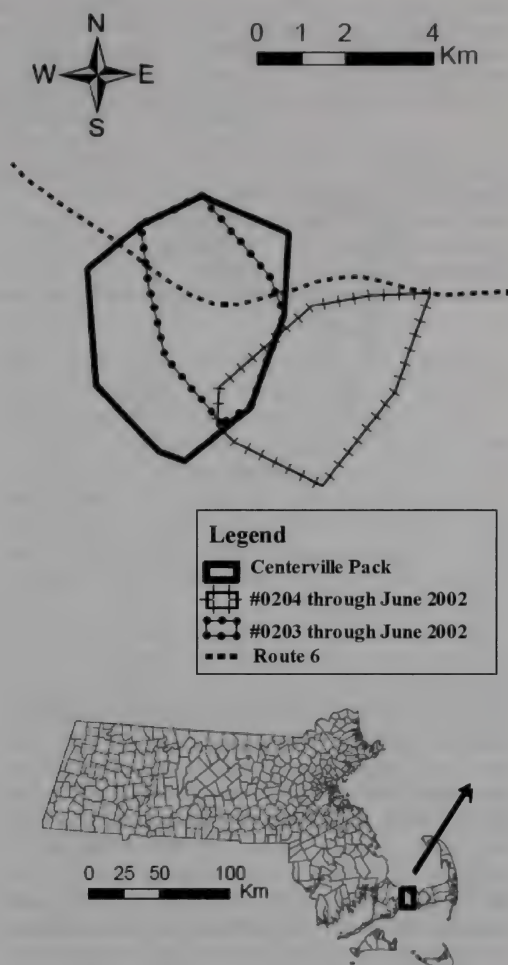 N
W E
S
0 1 2 4
Km
Legend
Centerville Pack
#0204 through June 2002
#0203 through June 2002
Route 6
0 25 50 100
Km